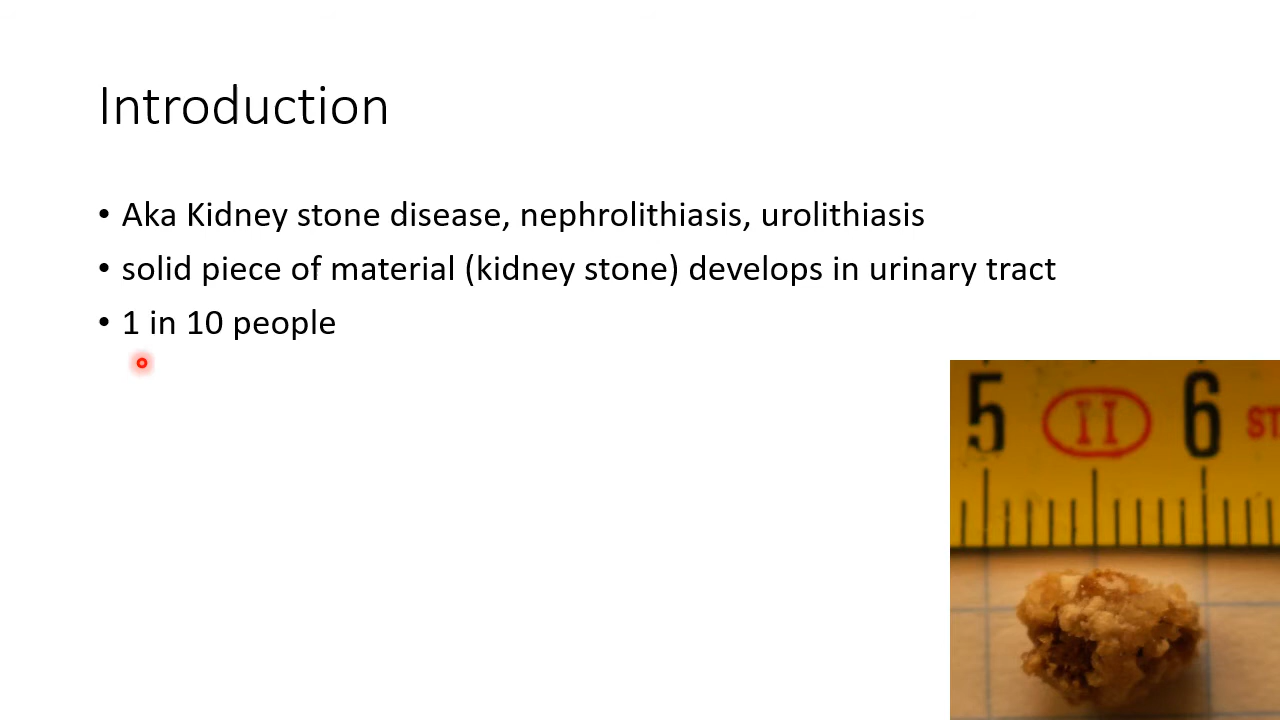 Introduction
• Aka Kidney stone disease, nephrolithiasis, urolithiasis
• solid piece of material (kidney stone) develops in urinary tract
• 1 in 10 people
5 II 6 ST